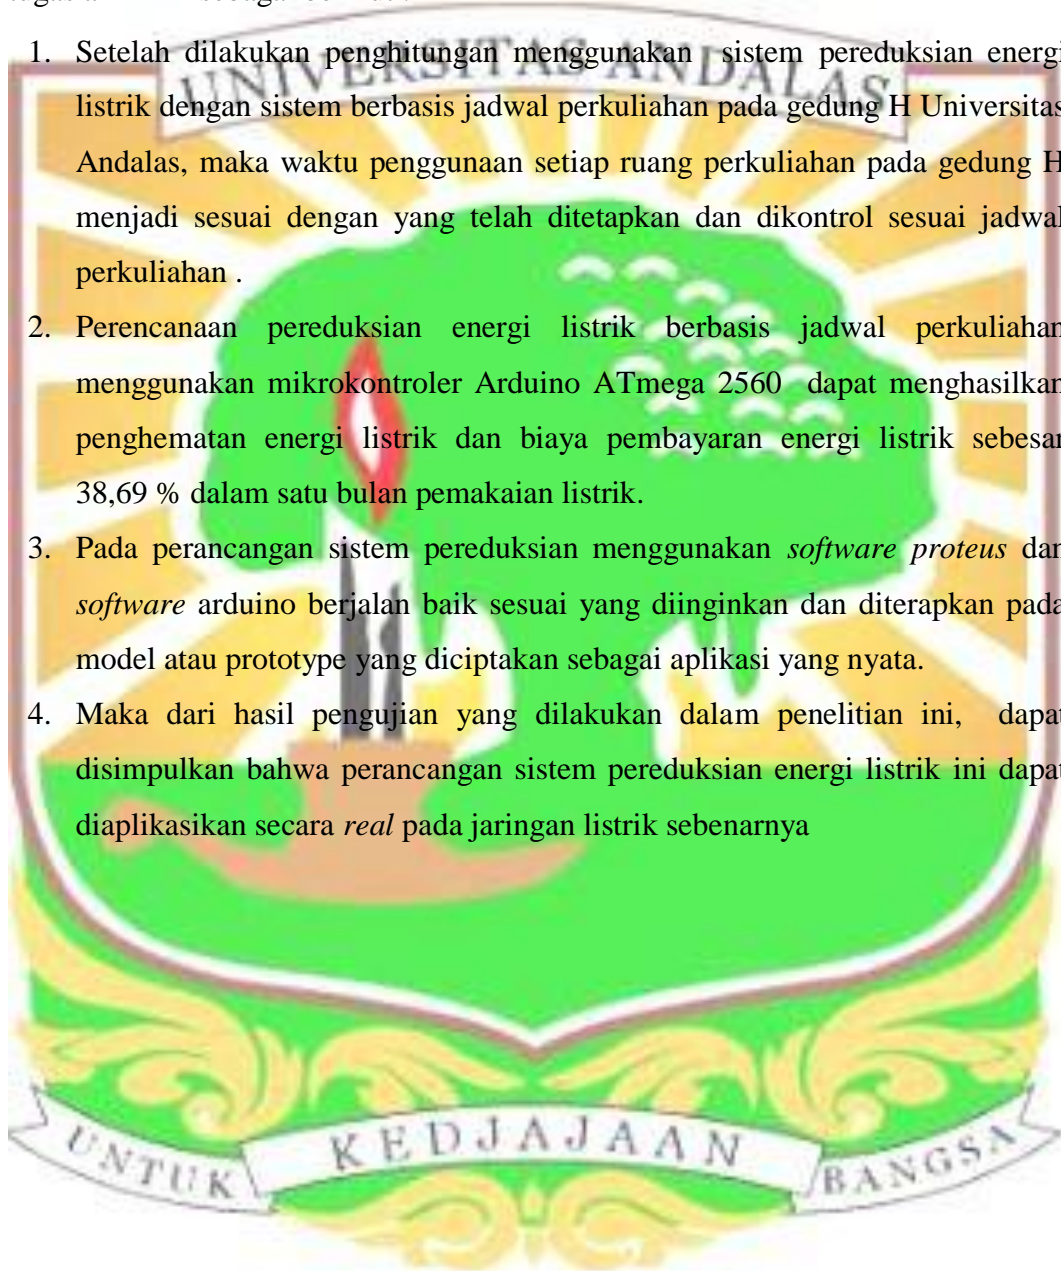 UNIVERSITAS ANDALAS
1. Setelah dilakukan penghitungan menggunakan sistem pereduksian energi
listrik dengan sistem berbasis jadwal perkuliahan pada gedung H Universitas
Andalas, maka waktu penggunaan setiap ruang perkuliahan pada gedung H
menjadi sesuai dengan yang telah ditetapkan dan dikontrol sesuai jadwal
perkuliahan .
2. Perencanaan pereduksian energi listrik berbasis jadwal perkuliahan
menggunakan mikrokontroler Arduino ATmega 2560 dapat menghasilkan
penghematan energi listrik dan biaya pembayaran energi listrik sebesar
38,69 % dalam satu bulan pemakaian listrik.
3. Pada perancangan sistem pereduksian menggunakan software proteus dan
software arduino berjalan baik sesuai yang diinginkan dan diterapkan pada
model atau prototype yang diciptakan sebagai aplikasi yang nyata.
4. Maka dari hasil pengujian yang dilakukan dalam penelitian ini, dapat
disimpulkan bahwa perancangan sistem pereduksian energi listrik ini dapat
diaplikasikan secara real pada jaringan listrik sebenarnya
UNTUK KEDJAJAAN BANGSA